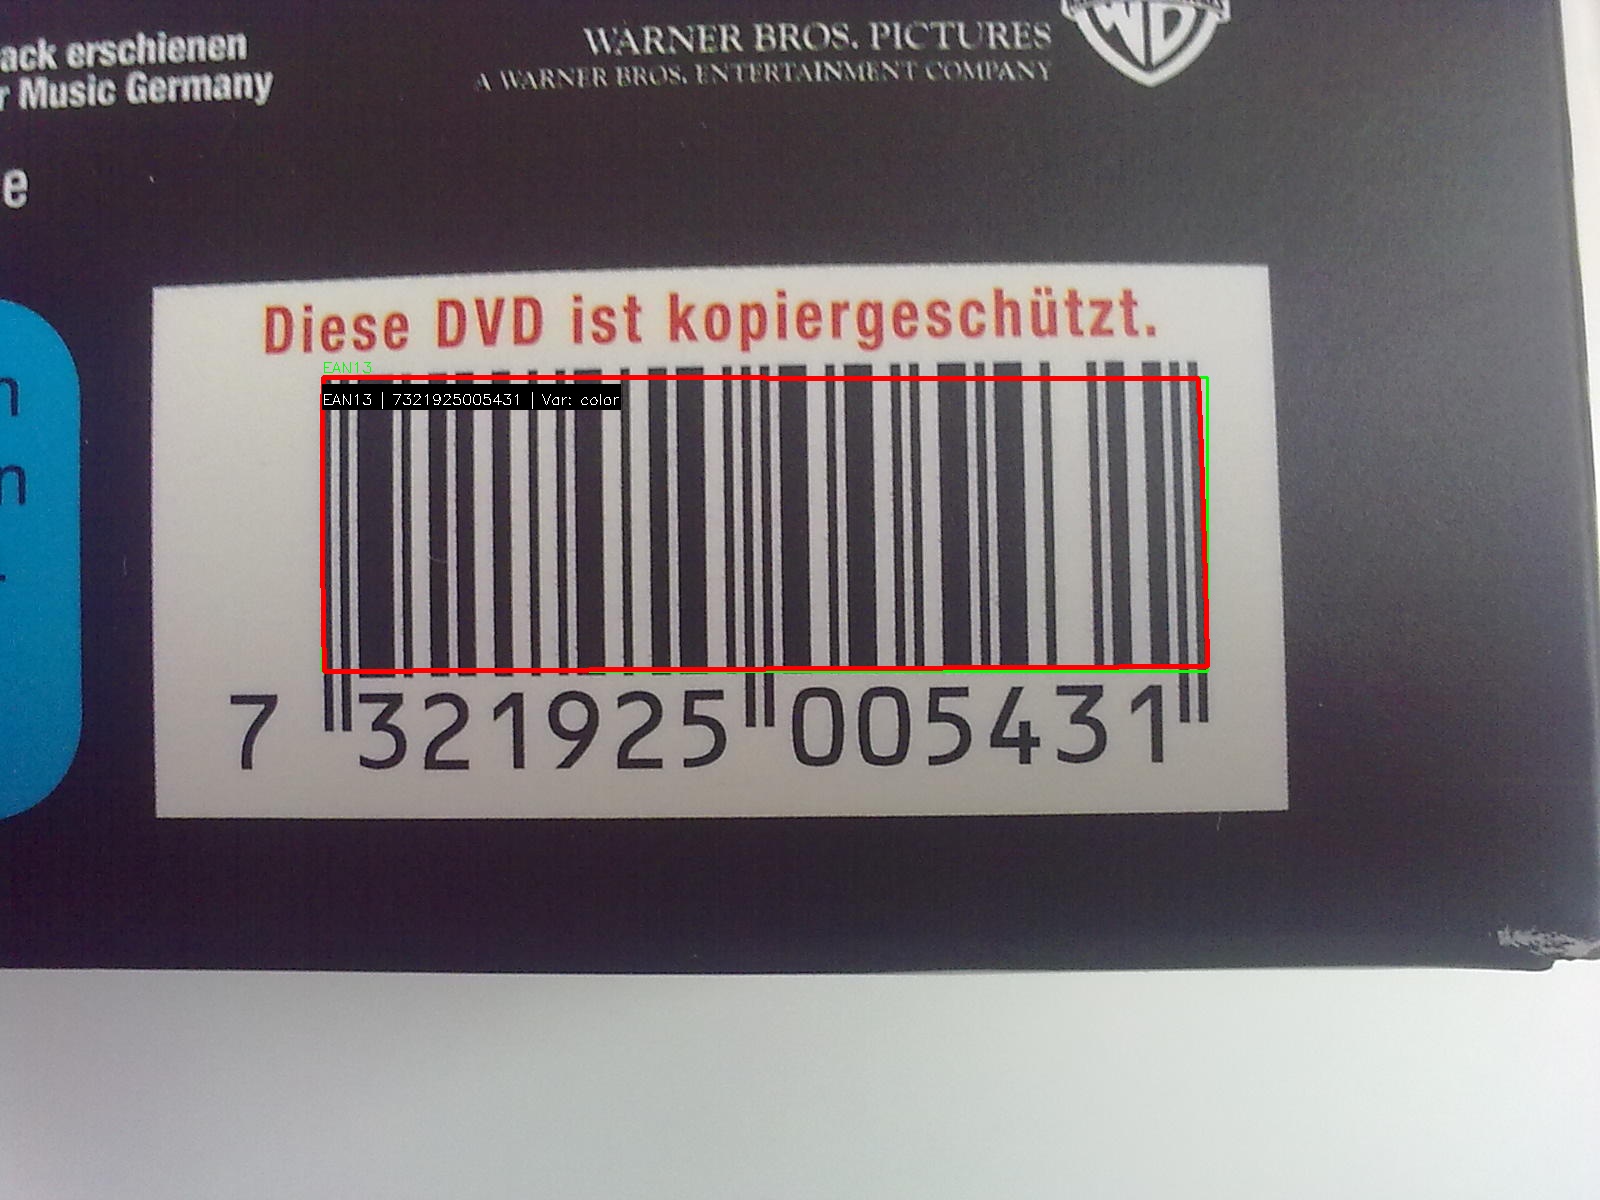 ack erschienen
r Music Germany
WARNER BROS. PICTURES
A WARNER BROS. ENTERTAINMENT COMPANY
e
Diese DVD ist kopiergeschützt.
EAN13
EAN13 | 7321925005431 | Var: color
n
n
7 321925 005431